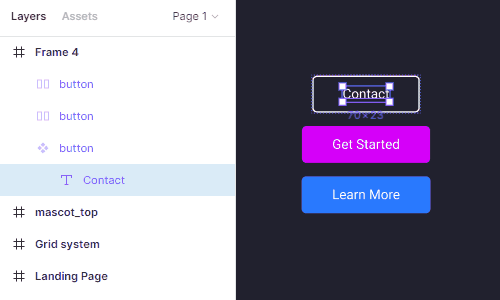 Layers Assets Page 1
Frame 4
button
button
button
Contact
mascot_top
Grid system
Landing Page
Contact
70×23
Get Started
Learn More